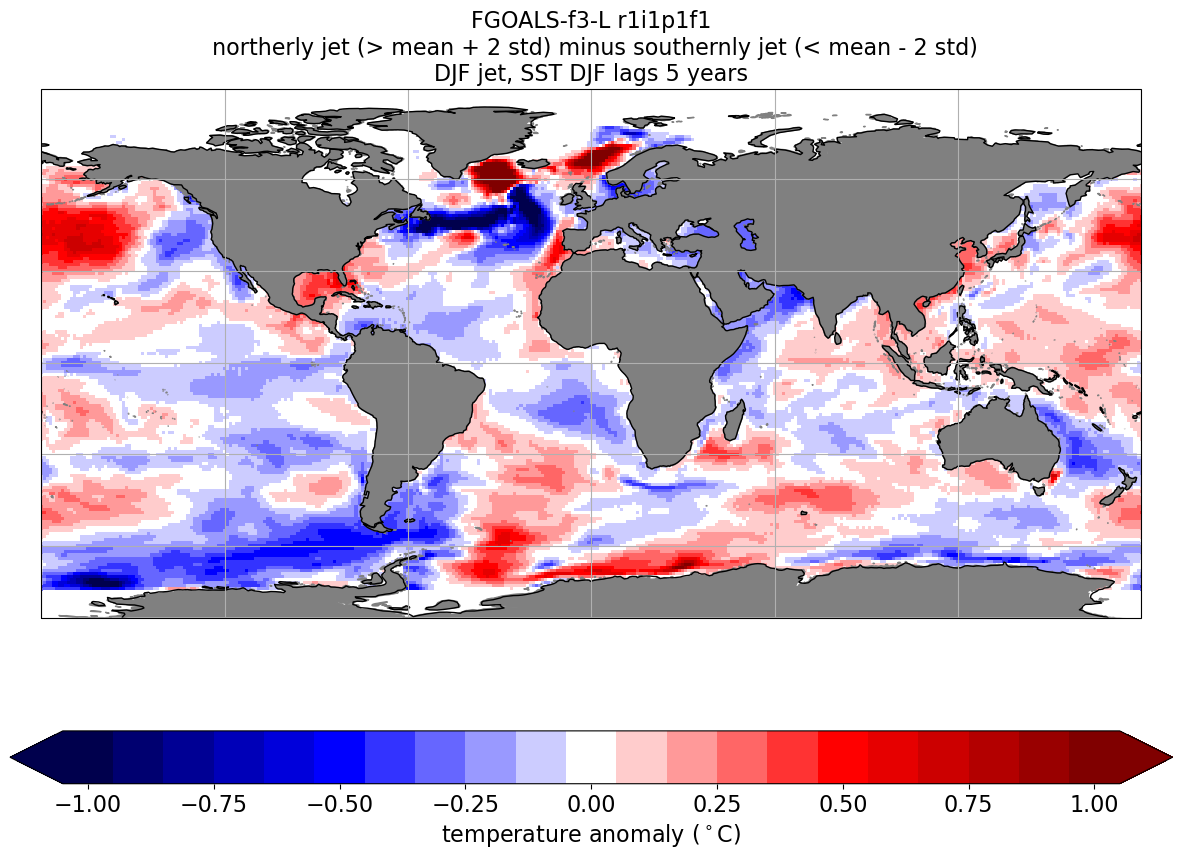 FGOALS-f3-L r1i1p1f1
northerly jet (> mean + 2 std) minus southernly jet (< mean - 2 std)
DJF jet, SST DJF lags 5 years
−1.00 −0.75 −0.50 −0.25 0.00 0.25 0.50 0.75 1.00
temperature anomaly (°C)